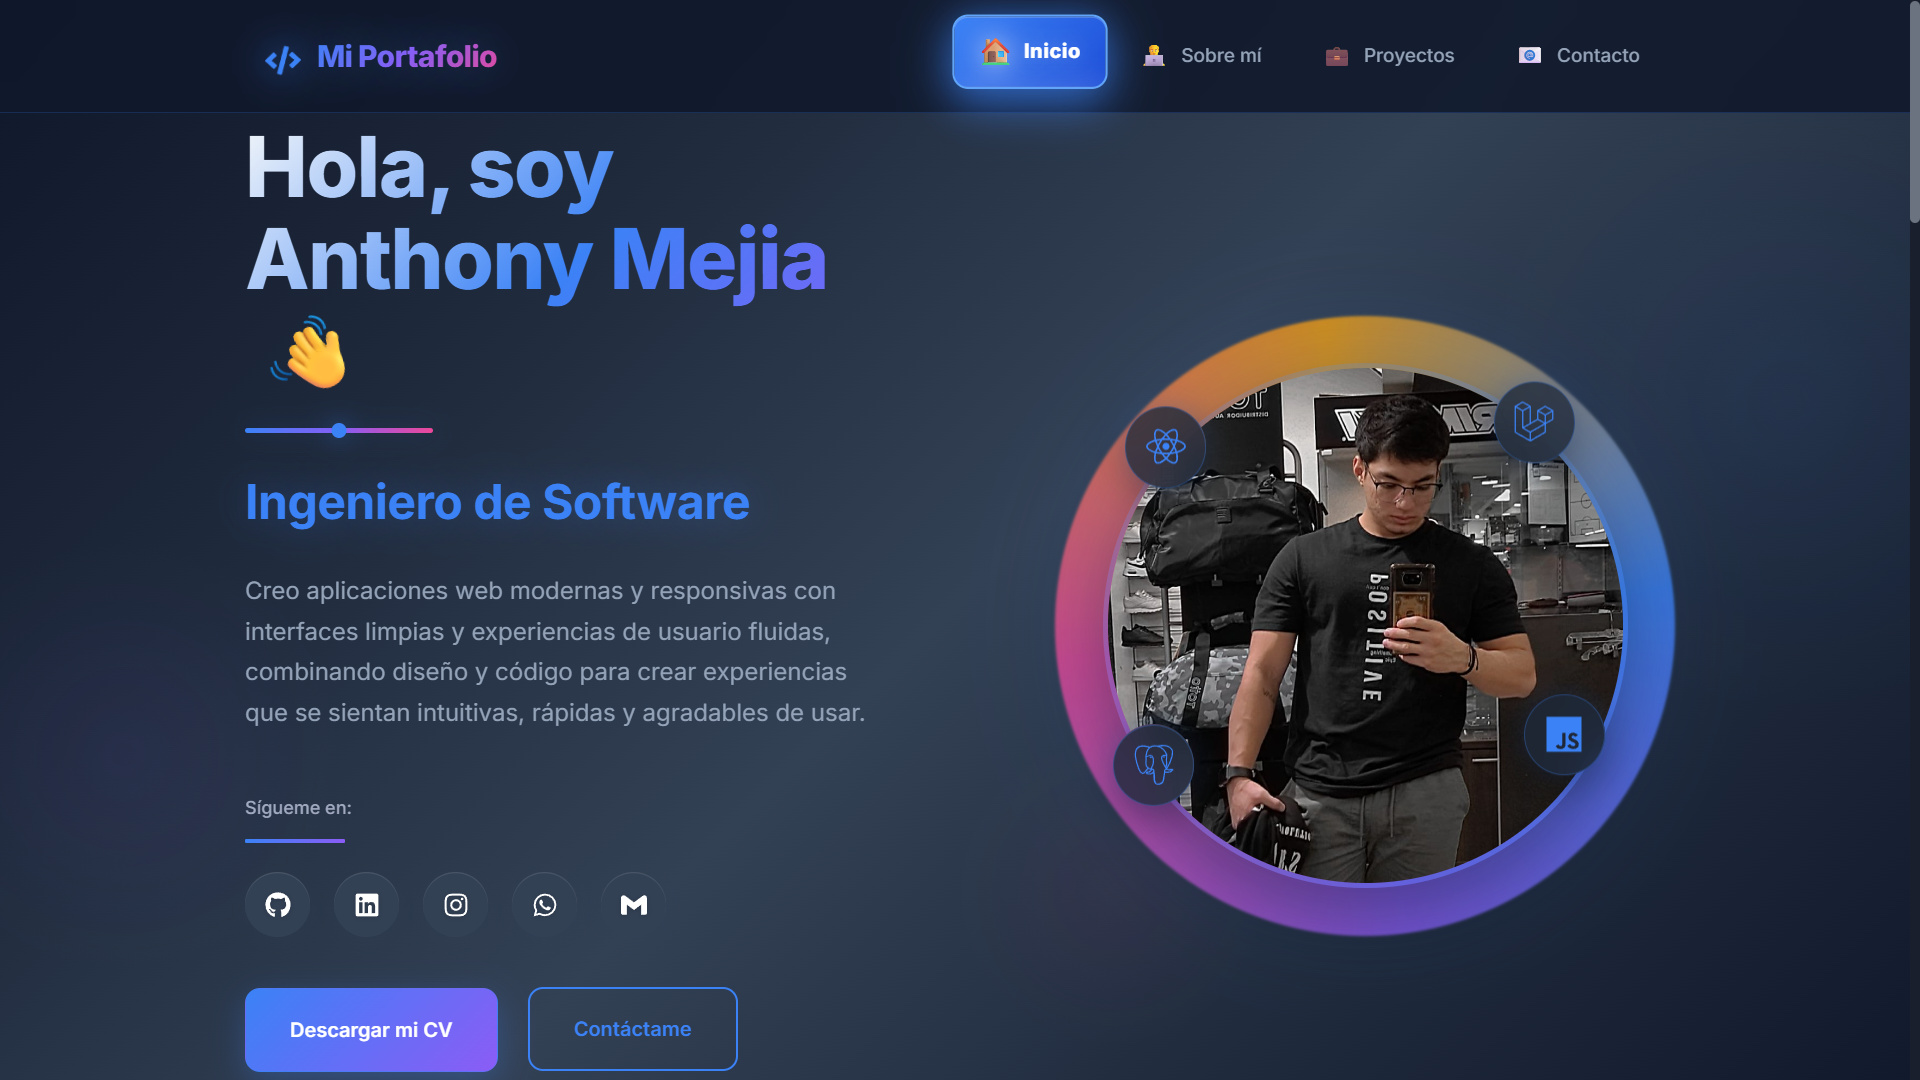 Mi Portafolio
Inicio
Sobre mí
Proyectos
Contacto
Hola, soy
Anthony Mejia
Ingeniero de Software
Creo aplicaciones web modernas y responsivas con
interfaces limpias y experiencias de usuario fluidas,
combinando diseño y código para crear experiencias
que se sientan intuitivas, rápidas y agradables de usar.
POSITIVE
JS
Sígueme en:
Descargar mi CV
Contáctame